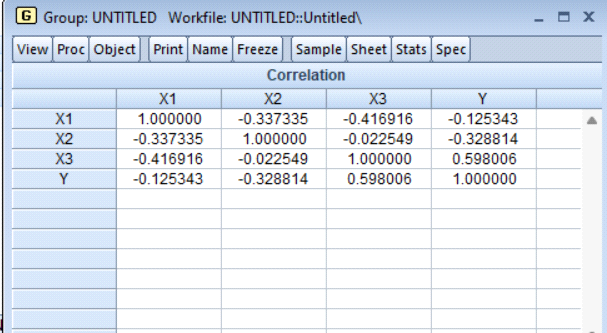 G Group: UNTITLED Workfile: UNTITLED::Untitled\
View Proc Object Print Name Freeze Sample Sheet Stats Spec
Correlation
X1 X2 X3 Y
X1 1.000000 -0.337335 -0.416916 -0.125343
X2 -0.337335 1.000000 -0.022549 -0.328814
X3 -0.416916 -0.022549 1.000000 0.598006
Y -0.125343 -0.328814 0.598006 1.000000